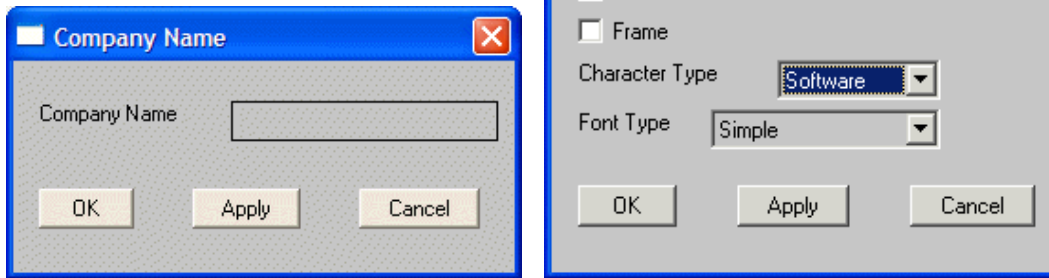 Company Name
Company Name
OK Apply Cancel
Frame
Character Type Software
Font Type Simple
OK Apply Cancel